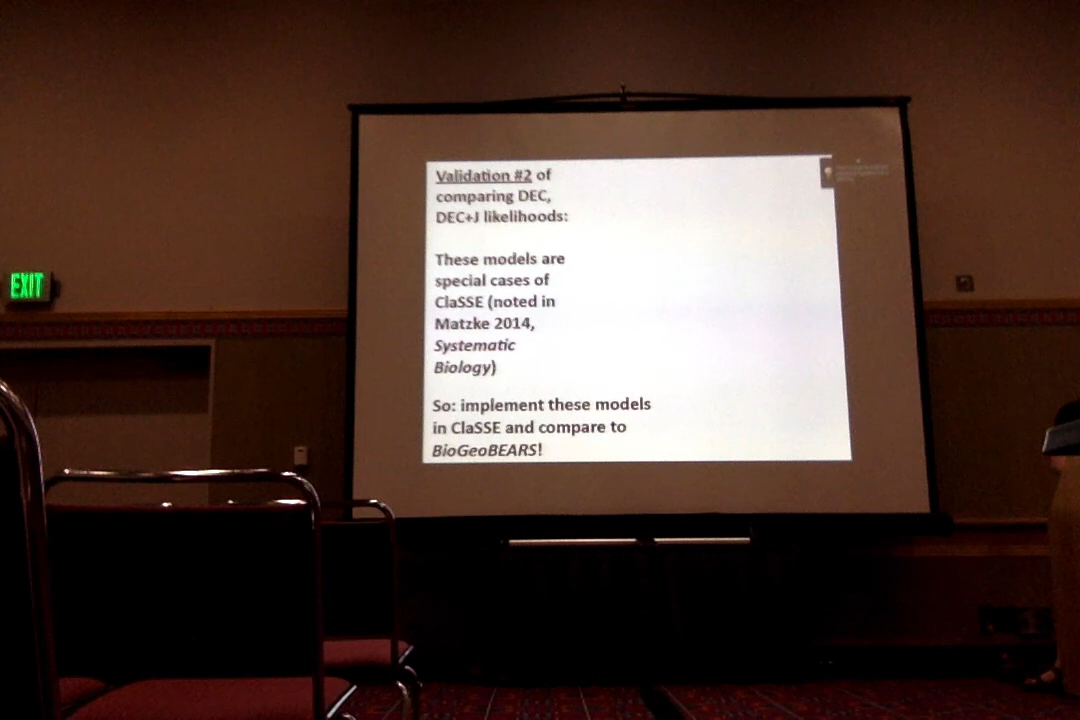 EXIT
Validation #2 of
comparing DEC,
DEC+J likelihoods:
These models are
special cases of
ClaSSE (noted in
Matzke 2014,
Systematic
Biology)
So: implement these models
in ClaSSE and compare to
BioGeoBEARS!